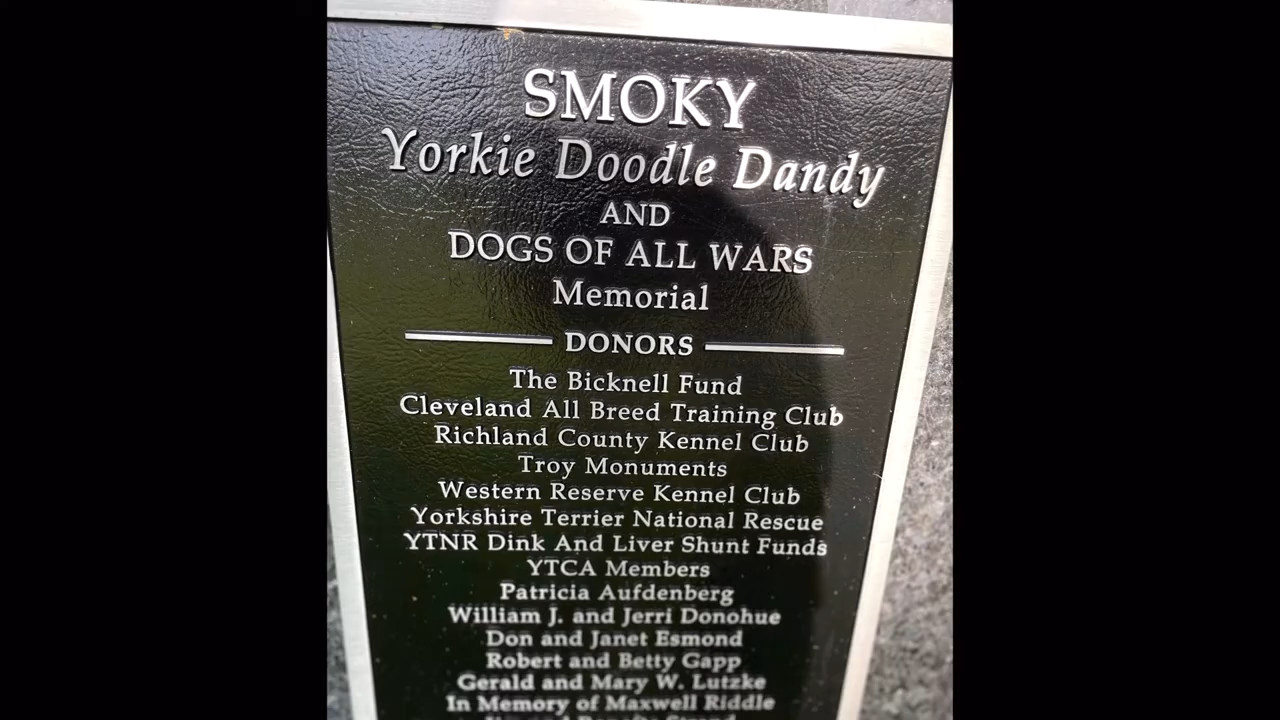 SMOKY
Yorkie Doodle Dandy
AND
DOGS OF ALL WARS
Memorial
DONORS
The Bicknell Fund
Cleveland All Breed Training Club
Richland County Kennel Club
Troy Monuments
Western Reserve Kennel Club
Yorkshire Terrier National Rescue
YTNR Dink And Liver Shunt Funds
YTCA Members
Patricia Aufdenberg
William J. and Jerri Donohue
Don and Janet Esmond
Robert and Betty Gapp
Gerald and Mary W. Lutzke
In Memory of Maxwell Riddle